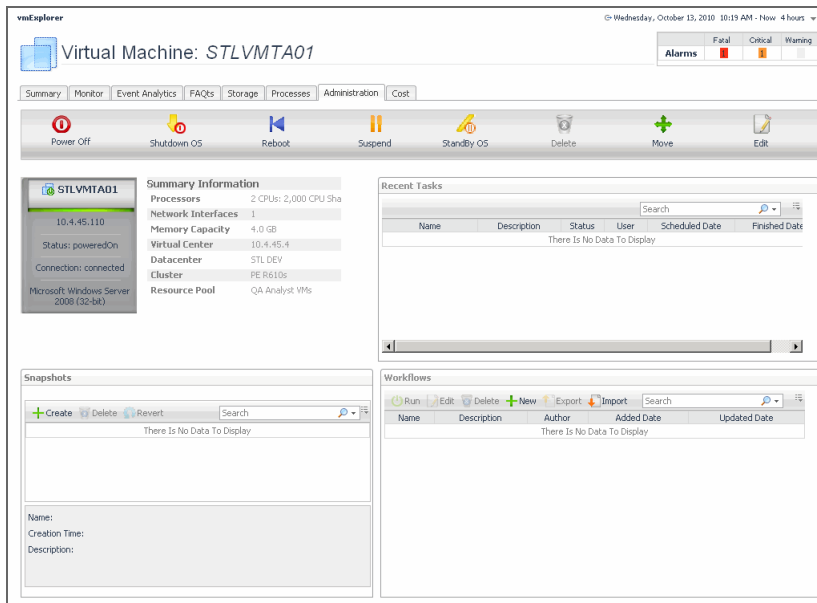 vmExplorer
Wednesday, October 13, 2010 10:19 AM - Now 4 hours
Virtual Machine: STLVMTA01
Fatal Critical Warning
Alarms 1 1
Summary Monitor Event Analytics FAQts Storage Processes Administration Cost
Power Off Shutdown OS Reboot Suspend StandBy OS Delete Move Edit
STLVMTA01
10.4.45.110
Status: poweredOn
Connection: connected
Microsoft Windows Server
2008 (32-bit)
Summary Information
Processors 2 CPUs: 2,000 CPU Sha
Network Interfaces 1
Memory Capacity 4.0 GB
Virtual Center 10.4.45.4
Datacenter STL DEV
Cluster PE R610s
Resource Pool QA Analyst VMs
Recent Tasks
Search
Name Description Status User Scheduled Date Finished Date
There Is No Data To Display
Snapshots
Create Delete Revert Search
There Is No Data To Display
Name:
Creation Time:
Description:
Workflows
Run Edit Delete New Export Import Search
Name Description Author Added Date Updated Date
There Is No Data To Display